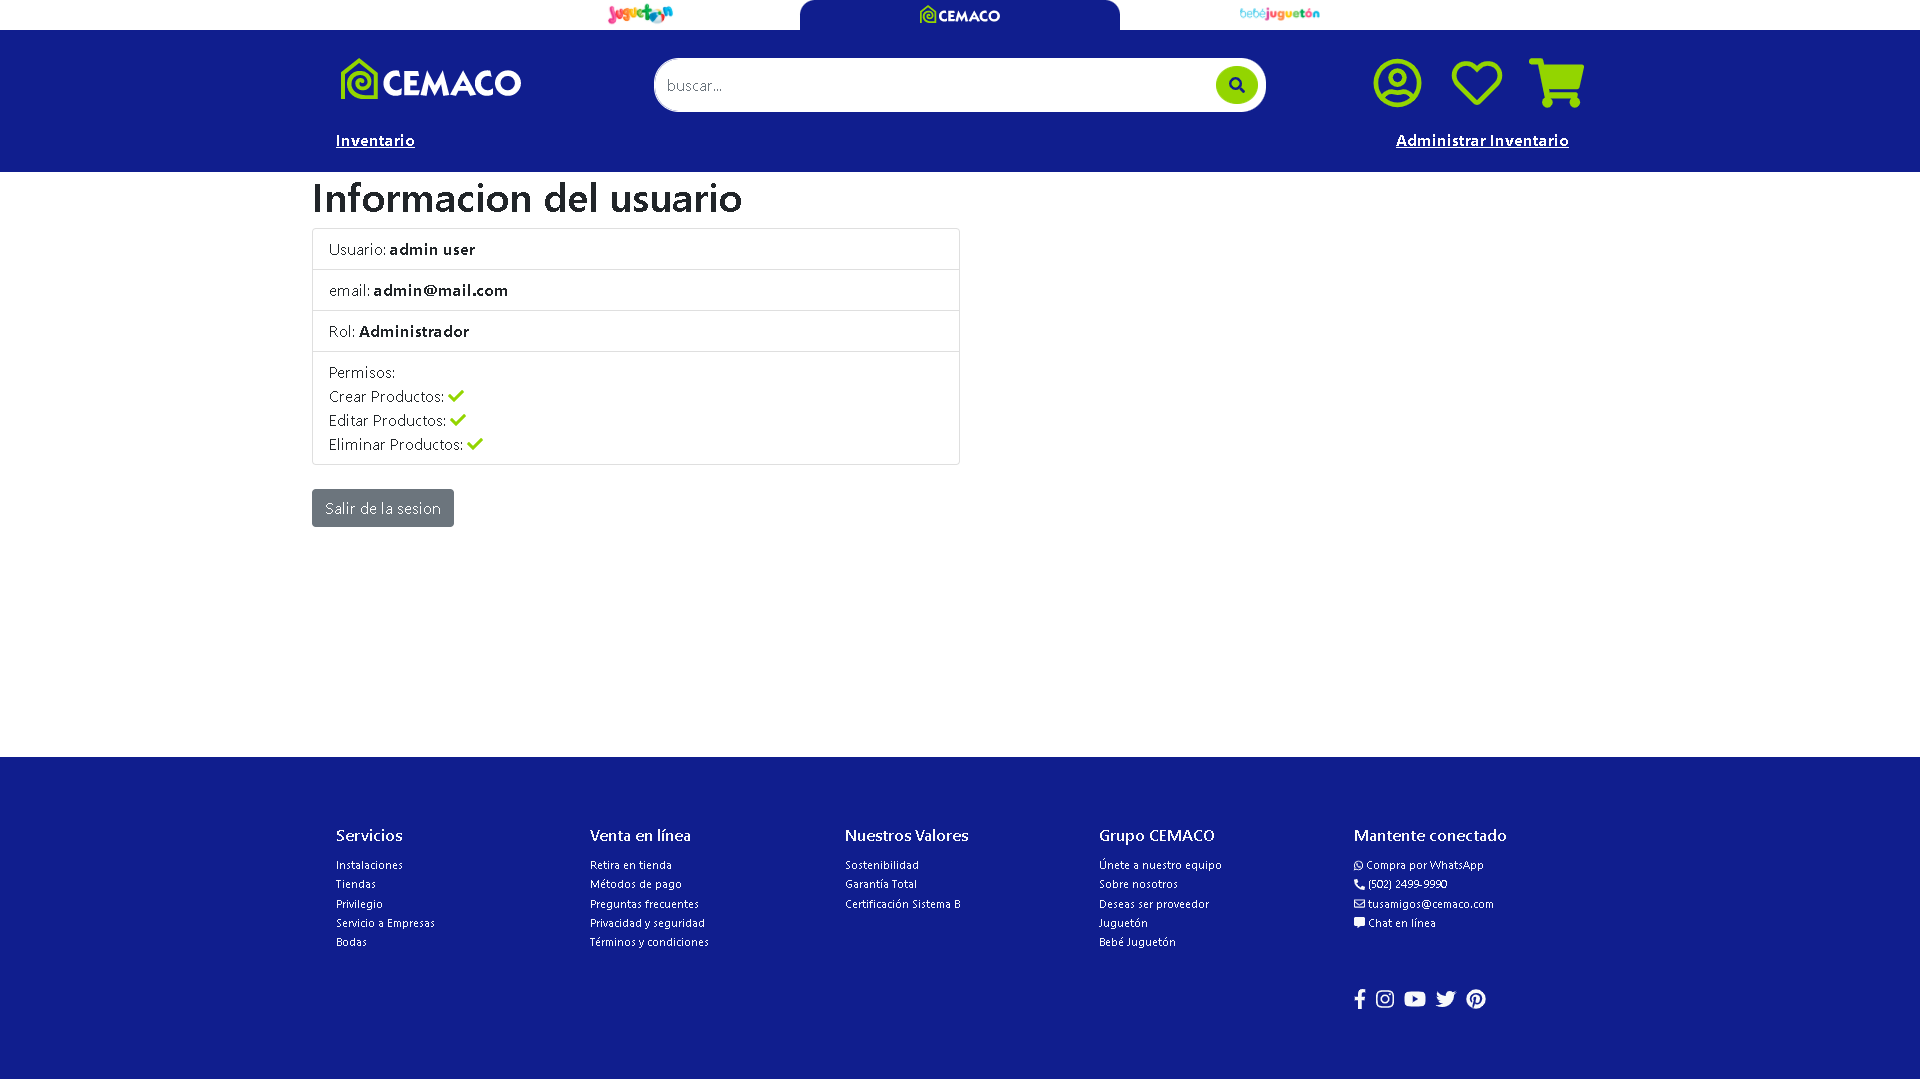 juguetón
CEMACO
bebéjuguetón
CEMACO
buscar...
Inventario
Administrar Inventario
Informacion del usuario
Usuario: admin user
email: admin@mail.com
Rol: Administrador
Permisos:
Crear Productos:
Editar Productos:
Eliminar Productos:
Salir de la sesion
Servicios
Instalaciones
Tiendas
Privilegio
Servicio a Empresas
Bodas
Venta en línea
Retira en tienda
Métodos de pago
Preguntas frecuentes
Privacidad y seguridad
Términos y condiciones
Nuestros Valores
Sostenibilidad
Garantía Total
Certificación Sistema B
Grupo CEMACO
Únete a nuestro equipo
Sobre nosotros
Deseas ser proveedor
Juguetón
Bebé Juguetón
Mantente conectado
Compra por WhatsApp
(502) 2499-9990
tusamigos@cemaco.com
Chat en línea